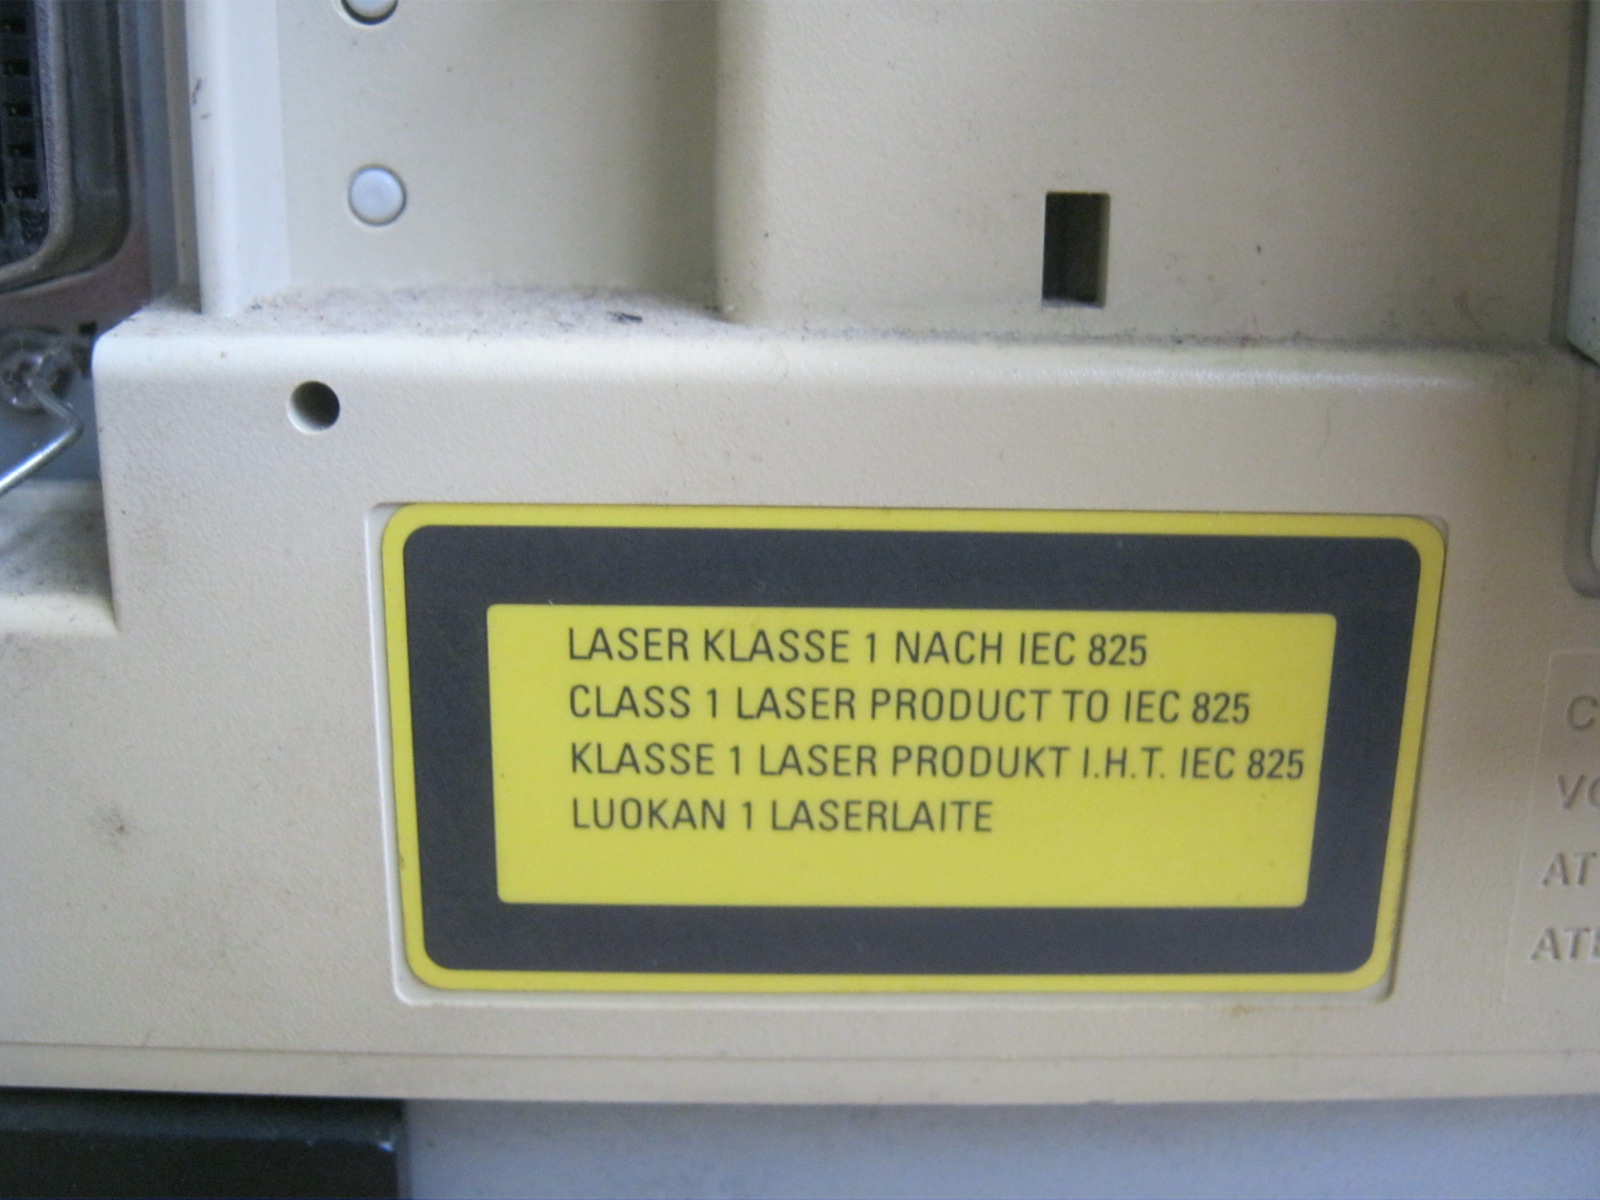 LASER KLASSE 1 NACH IEC 825
CLASS 1 LASER PRODUCT TO IEC 825
KLASSE 1 LASER PRODUKT I.H.T. IEC 825
LUOKAN 1 LASERLAITE